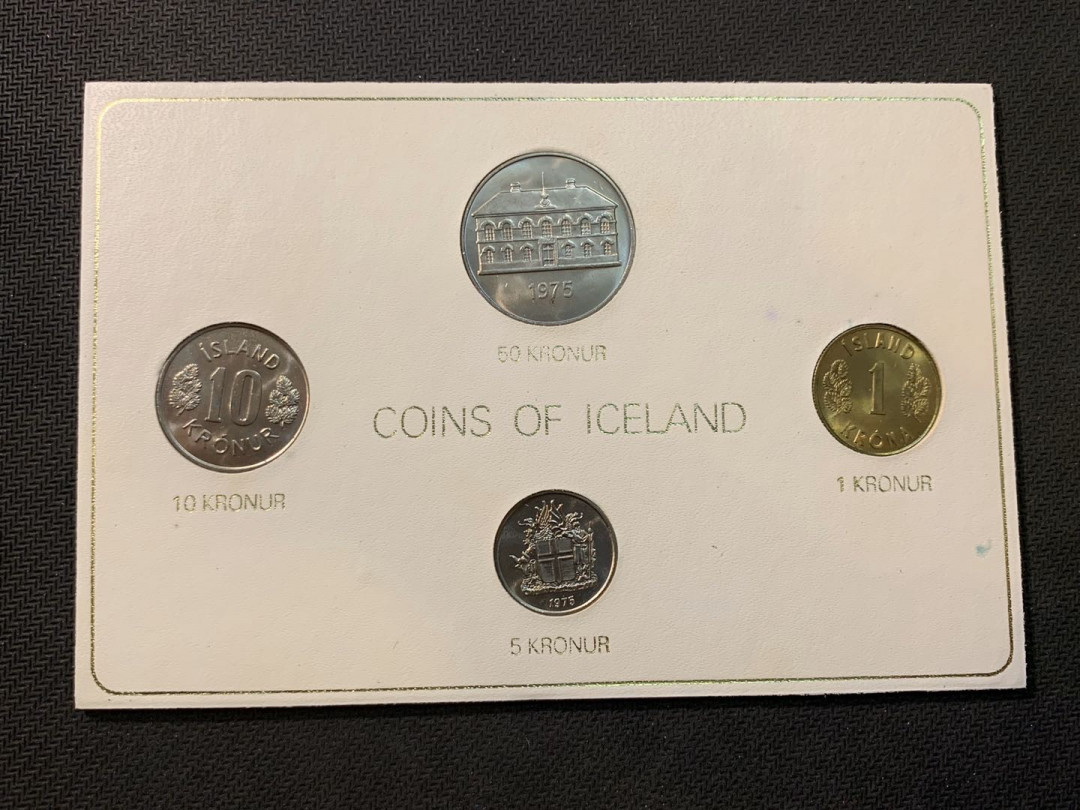 1975
50 KRONUR
ÍSLAND
10
KRÓNUR
10 KRONUR
COINS OF ICELAND
ÍSLAND
1
KRÓNA
1 KRONUR
1975
5 KRONUR